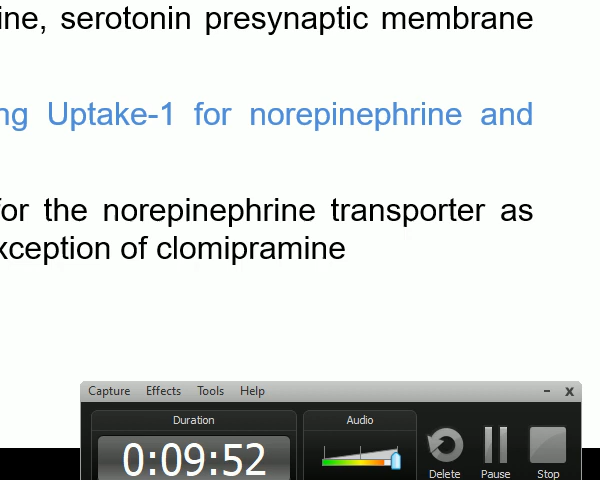 ine, serotonin presynaptic membrane
ng Uptake-1 for norepinephrine and
for the norepinephrine transporter as
xception of clomipramine
Capture Effects Tools Help - x
Duration Audio
0:09:52
Delete Pause Stop